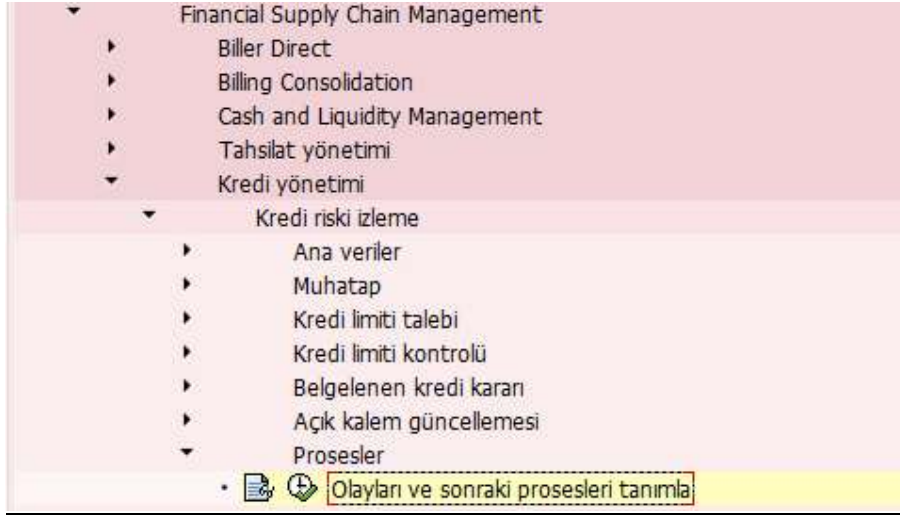 Financial Supply Chain Management
Biller Direct
Billing Consolidation
Cash and Liquidity Management
Tahsilat yönetimi
Kredi yönetimi
Kredi riski izleme
Ana veriler
Muhatap
Kredi limiti talebi
Kredi limiti kontrolü
Belgelenen kredi kararı
Açık kalem güncellemesi
Prosesler
Olayları ve sonraki prosesleri tanımla